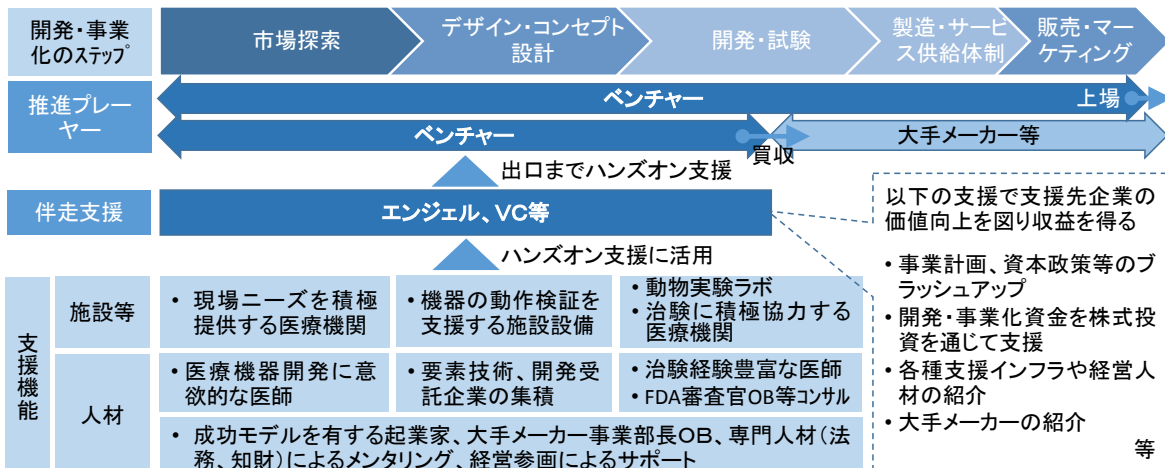 開発・事業
化のステップ
市場探索
デザイン・コンセプト
設計
開発・試験
製造・サービ
ス供給体制
販売・マー
ケティング
推進プレー
ヤー
ベンチャー
上場
ベンチャー
買収
大手メーカー等
出口までハンズオン支援
伴走支援
エンジェル、VC等
ハンズオン支援に活用
以下の支援で支援先企業の
価値向上を図り収益を得る
• 事業計画、資本政策等のブ
ラッシュアップ
• 開発・事業化資金を株式投
資を通じて支援
• 各種支援インフラや経営人
材の紹介
• 大手メーカーの紹介
等
支援機能
施設等
• 現場ニーズを積極
提供する医療機関
• 機器の動作検証を
支援する施設設備
• 動物実験ラボ
• 治験に積極協力する
医療機関
人材
• 医療機器開発に意
欲的な医師
• 要素技術、開発受
託企業の集積
• 治験経験豊富な医師
• FDA審査官OB等コンサル
• 成功モデルを有する起業家、大手メーカー事業部長OB、専門人材（法
務、知財）によるメンタリング、経営参画によるサポート